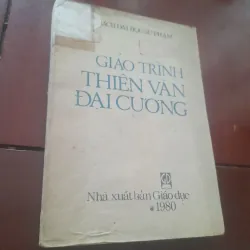 GIÁO TRÌNH
THIÊN VĂN
ĐẠI CƯƠNG
Nhà xuất bản Giáo dục
1980